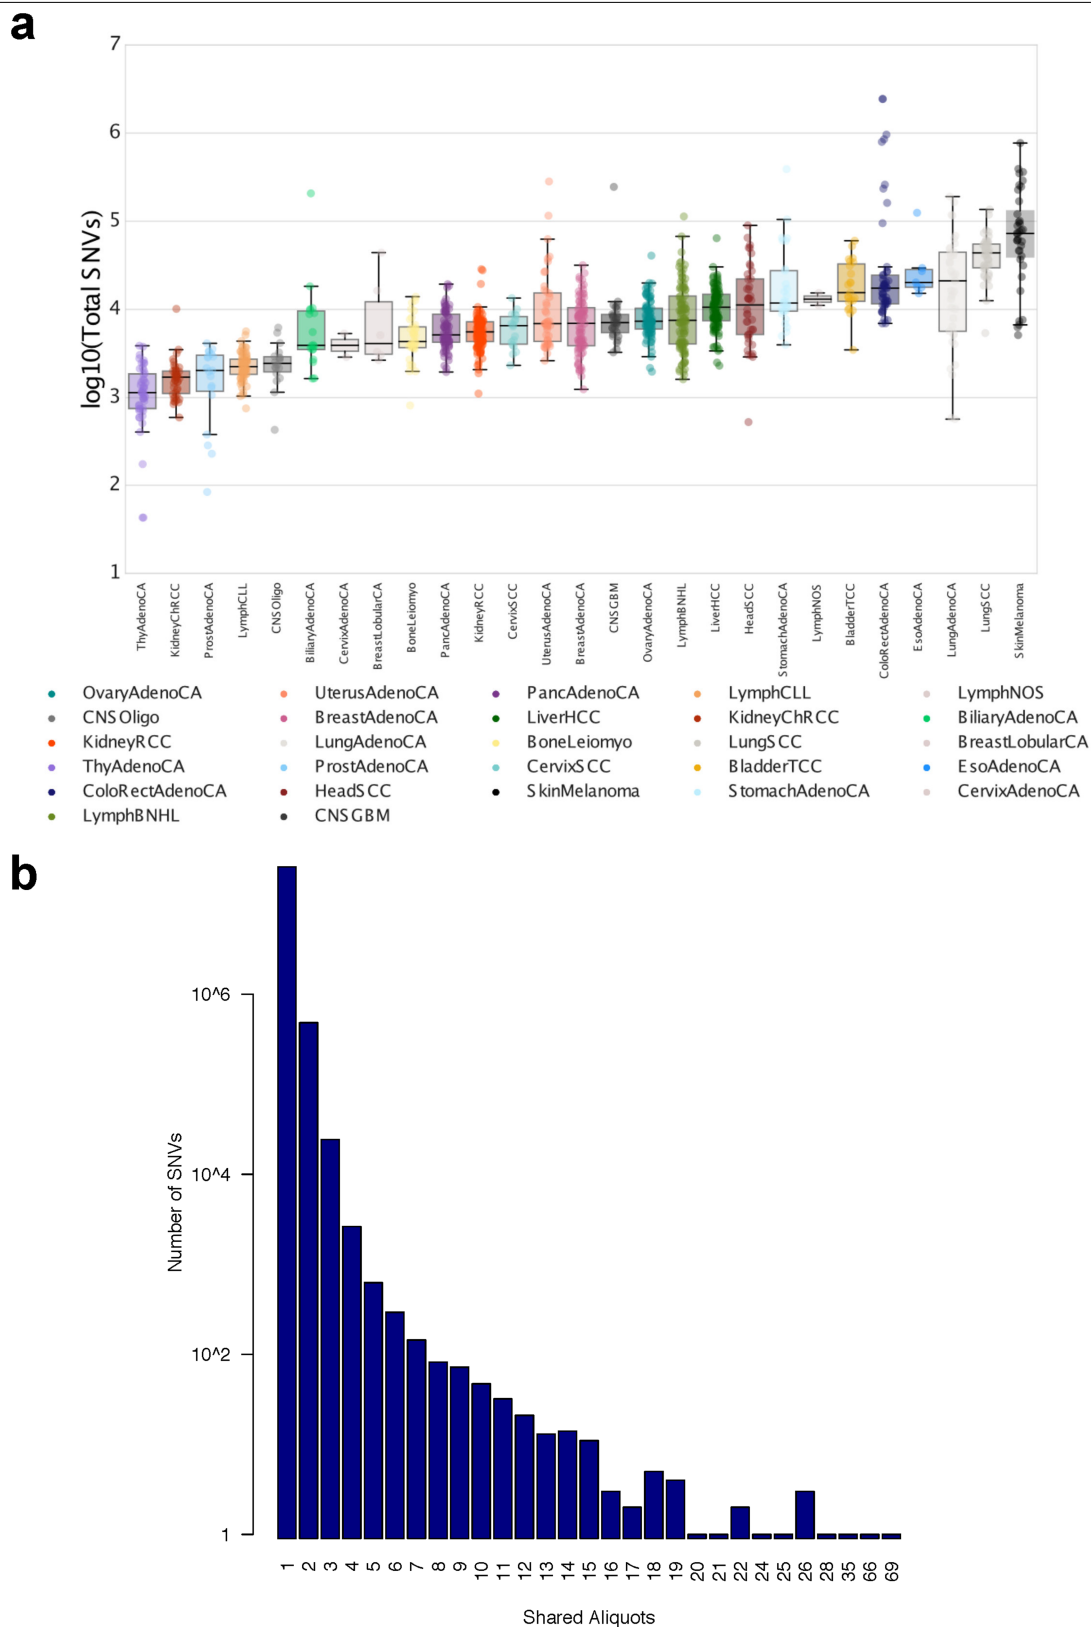 a
7
6
5
4
3
2
1
log10(Total SNVs)
ThyAdenoCA
KidneyChRCC
ProstAdenoCA
LymphCLL
CNSOligo
BiliaryAdenoCA
CervixAdenoCA
BreastLobularCA
BoneLeiomyo
PancAdenoCA
KidneyRCC
CervixSCC
UterusAdenoCA
BreastAdenoCA
CNSGBM
OvaryAdenoCA
LymphBNHL
LiverHCC
HeadSCC
StomachAdenoCA
LymphNOS
BladderTCC
ColoRectAdenoCA
EsoAdenoCA
LungAdenoCA
LungSCC
SkinMelanoma
OvaryAdenoCA UterusAdenoCA PancAdenoCA LymphCLL LymphNOS
CNSOligo BreastAdenoCA LiverHCC KidneyChRCC BiliaryAdenoCA
KidneyRCC LungAdenoCA BoneLeiomyo LungSCC BreastLobularCA
ThyAdenoCA ProstAdenoCA CervixSCC BladderTCC EsoAdenoCA
ColoRectAdenoCA HeadSCC SkinMelanoma StomachAdenoCA CervixAdenoCA
LymphBNHL CNSGBM
b
10^6
10^4
10^2
1
Number of SNVs
1 2 3 4 5 6 7 8 9 10 11 12 13 14 15 16 17 18 19 20 21 22 24 25 26 28 35 66 69
Shared Aliquots